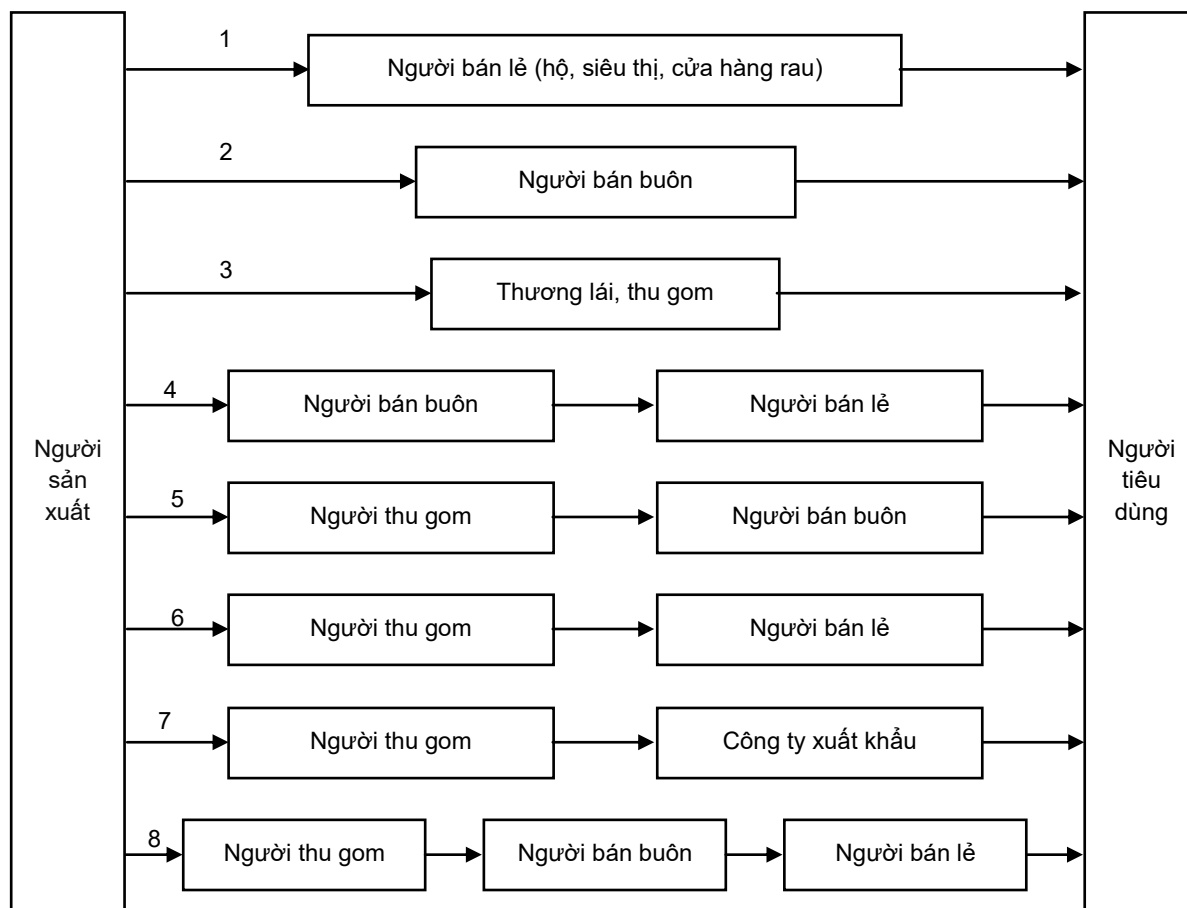 1
Người bán lẻ (hộ, siêu thị, cửa hàng rau)
2
Người bán buôn
3
Thương lái, thu gom
4
Người bán buôn
Người bán lẻ
Người
sản
xuất
Người
tiêu
dùng
5
Người thu gom
Người bán buôn
6
Người thu gom
Người bán lẻ
7
Người thu gom
Công ty xuất khẩu
8
Người thu gom
Người bán buôn
Người bán lẻ